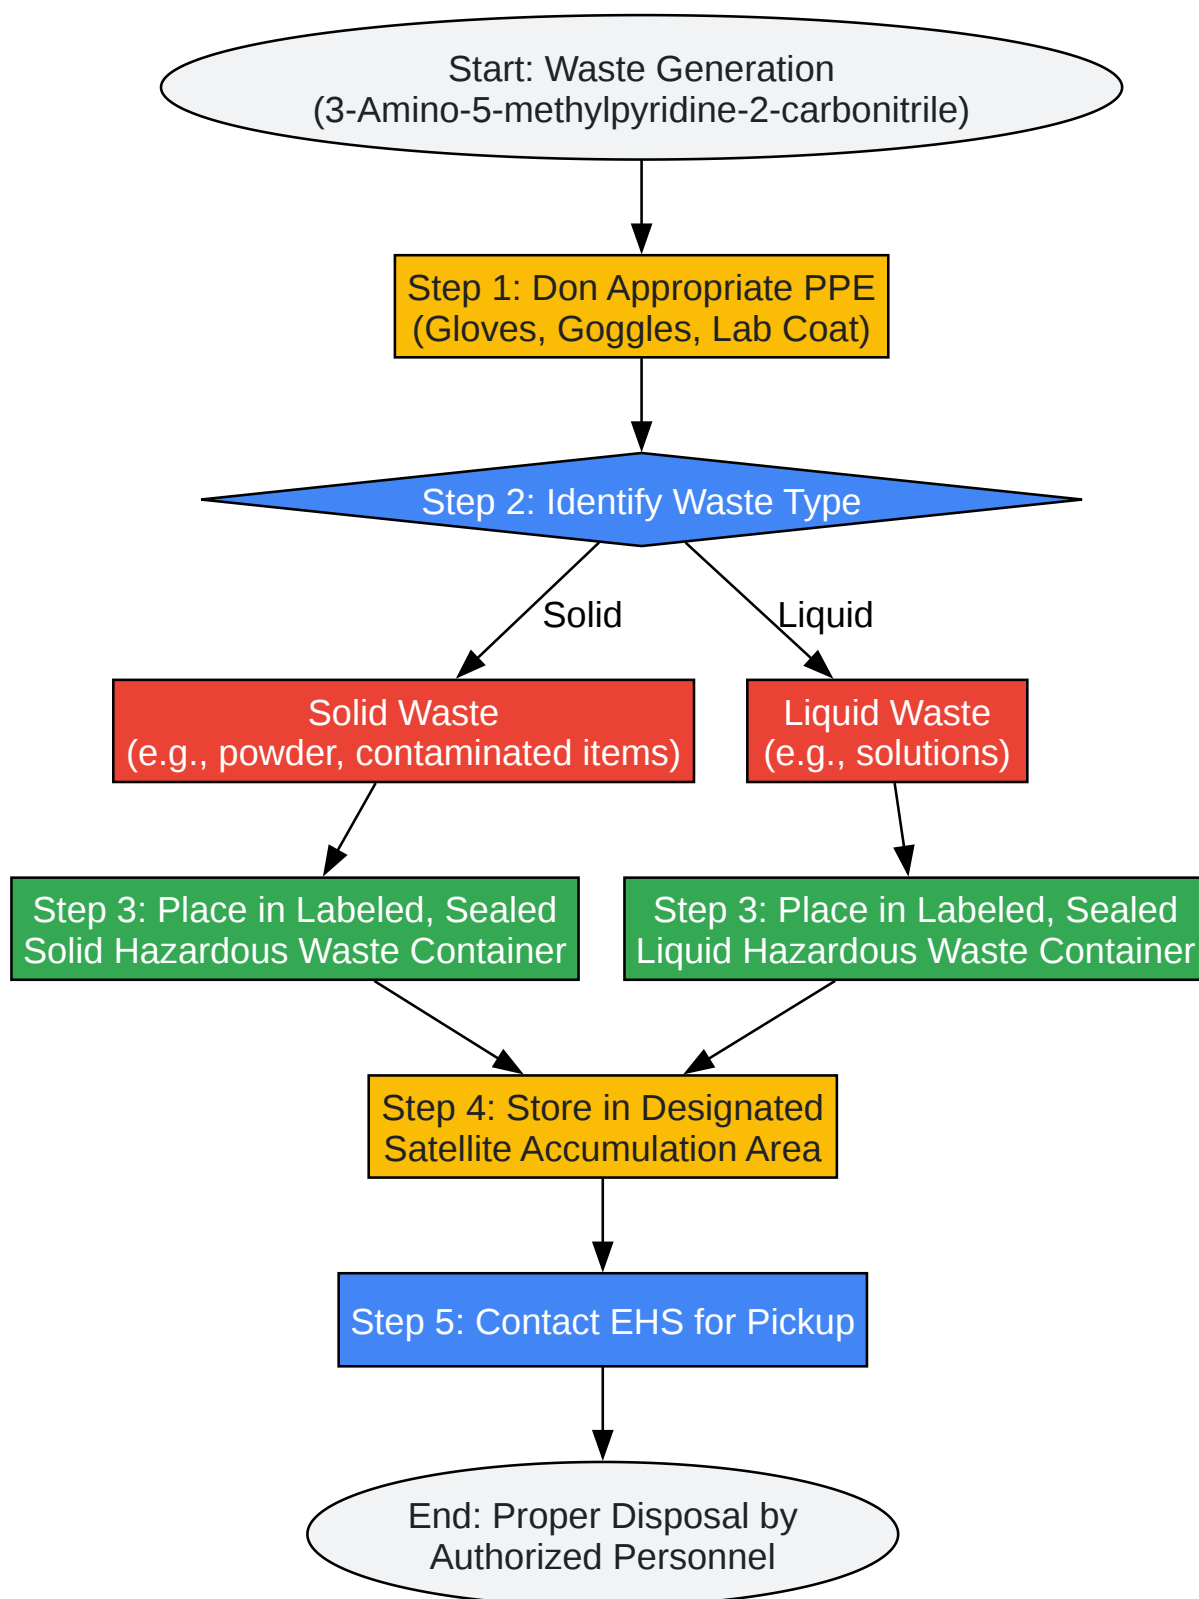 Start: Waste Generation
(3-Amino-5-methylpyridine-2-carbonitrile)
Step 1: Don Appropriate PPE
(Gloves, Goggles, Lab Coat)
Step 2: Identify Waste Type
Solid
Liquid
Solid Waste
(e.g., powder, contaminated items)
Liquid Waste
(e.g., solutions)
Step 3: Place in Labeled, Sealed
Solid Hazardous Waste Container
Step 3: Place in Labeled, Sealed
Liquid Hazardous Waste Container
Step 4: Store in Designated
Satellite Accumulation Area
Step 5: Contact EHS for Pickup
End: Proper Disposal by
Authorized Personnel